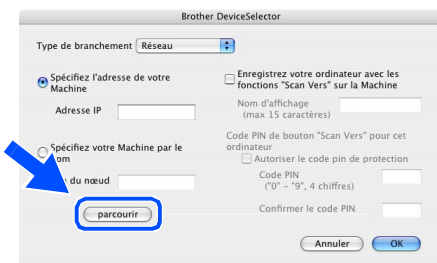 Brother DeviceSelector
Type de branchement Réseau
Spécifiez l'adresse de votre
Machine
Adresse IP
Spécifiez votre Machine par le
nom
du nœud
parcourir
Enregistrez votre ordinateur avec les
fonctions "Scan Vers" sur la Machine
Nom d'affichage
(max 15 caractères)
Code PIN de bouton "Scan Vers" pour cet
ordinateur
Autoriser le code pin de protection
Code PIN
("0" - "9", 4 chiffres)
Confirmer le code PIN
Annuler OK